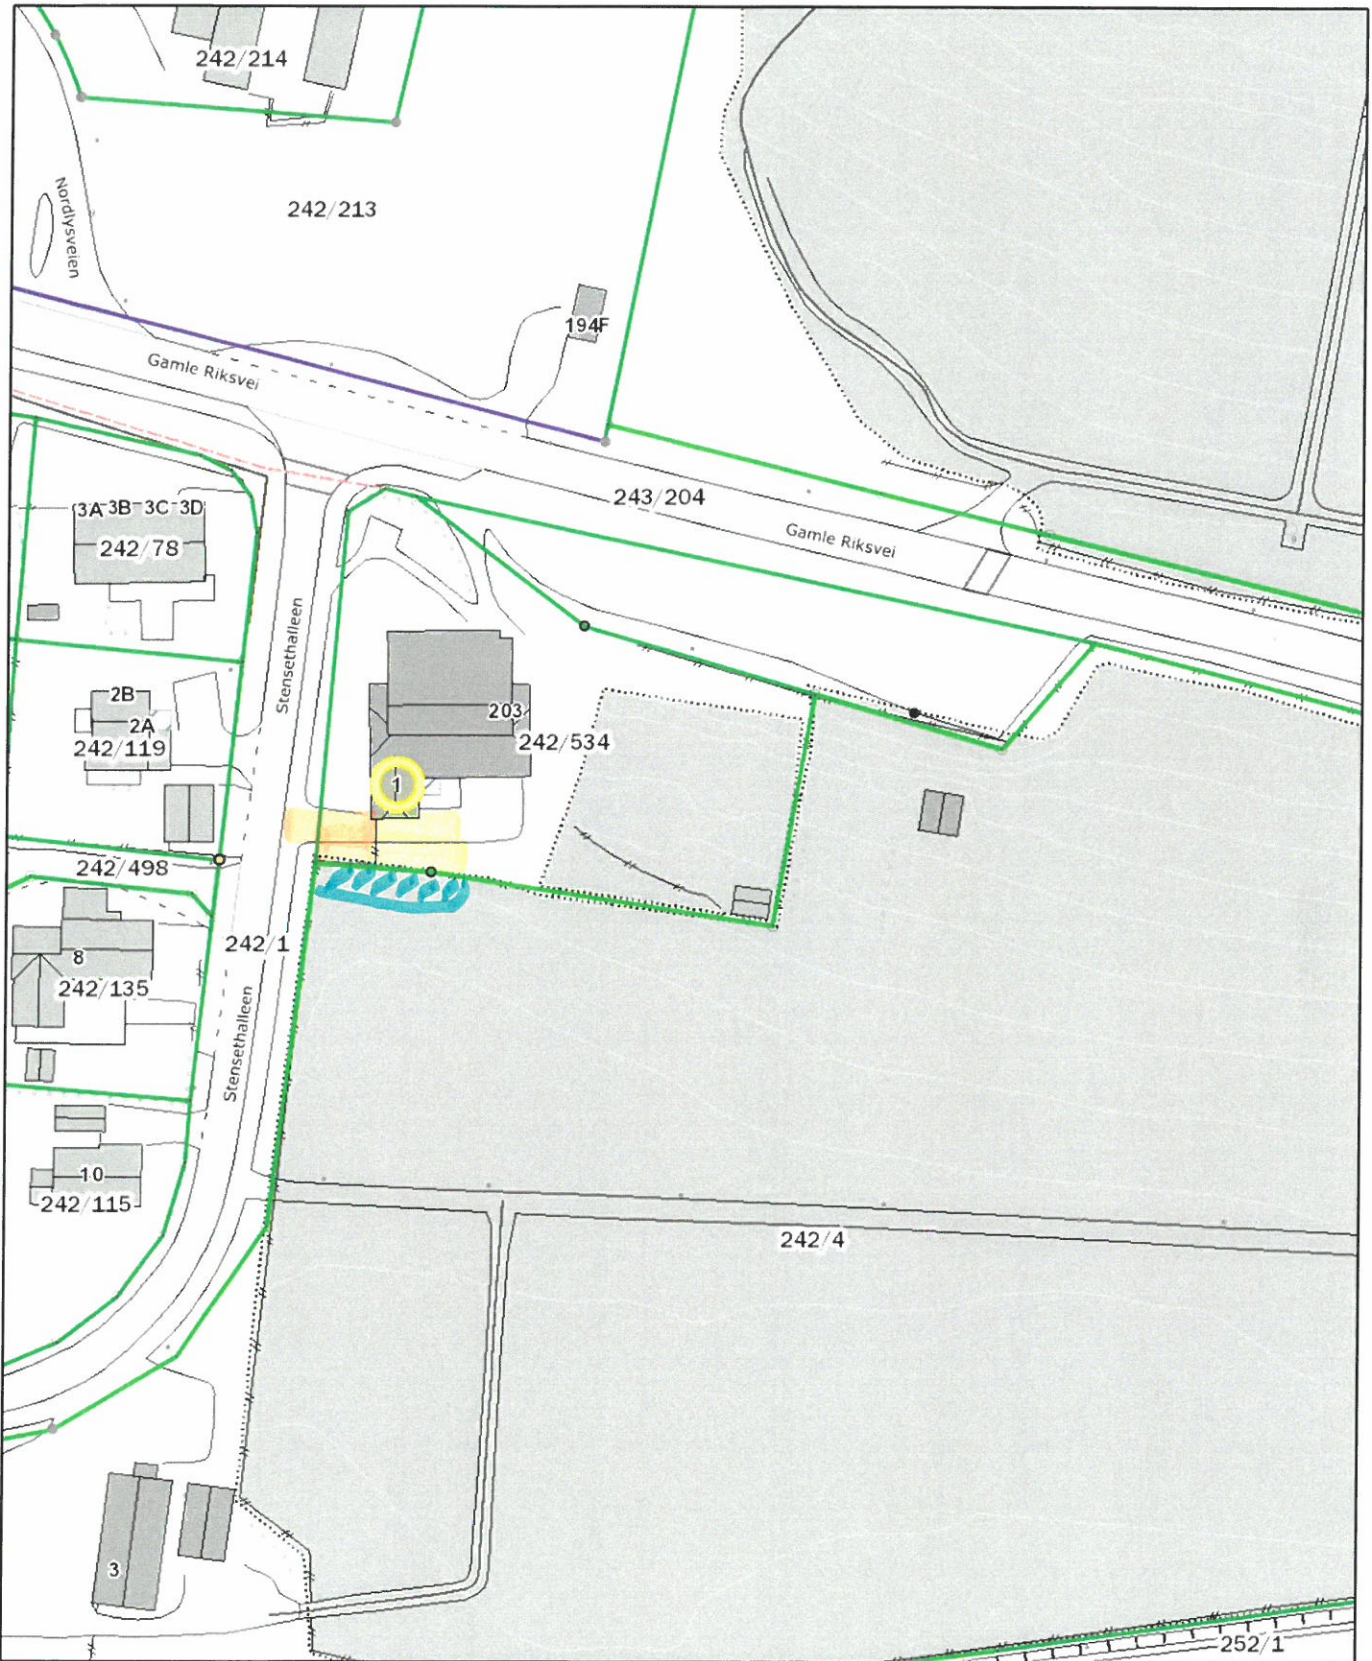 242/214
242/213
Nordlysveien
194F
Gamle Riksvei
243/204
Gamle Riksvei
3A 3B 3C 3D
242/78
Stensethalleen
2B
2A
242/119
203
242/534
1
242/498
242/1
8
242/135
Stensethalleen
10
242/115
242/4
3
252/1